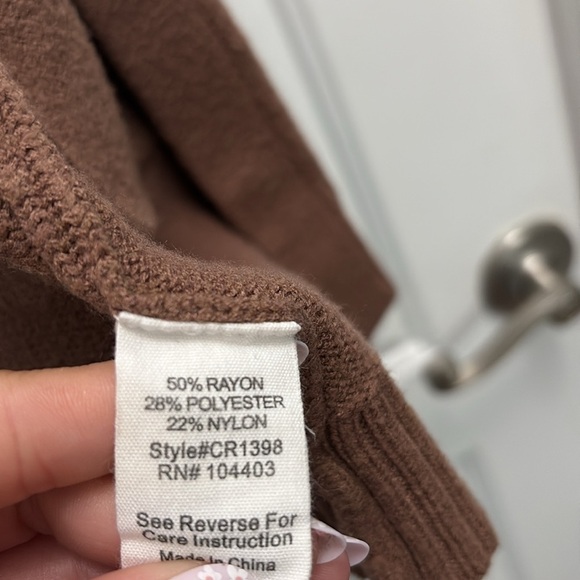 50% RAYON
28% POLYESTER
22% NYLON
Style#CR1398
RN# 104403
See Reverse For
Care Instruction
Made In China